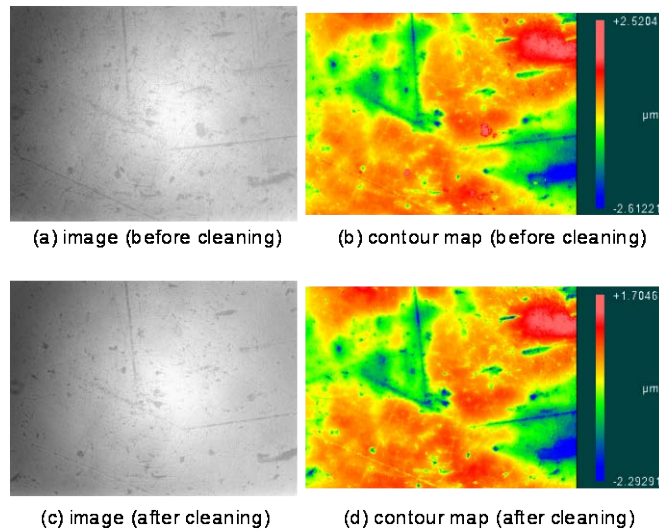 +2.5204
µm
-2.61221
(a) image (before cleaning)
(b) contour map (before cleaning)
+1.7046
µm
-2.29291
(c) image (after cleaning)
(d) contour map (after cleaning)